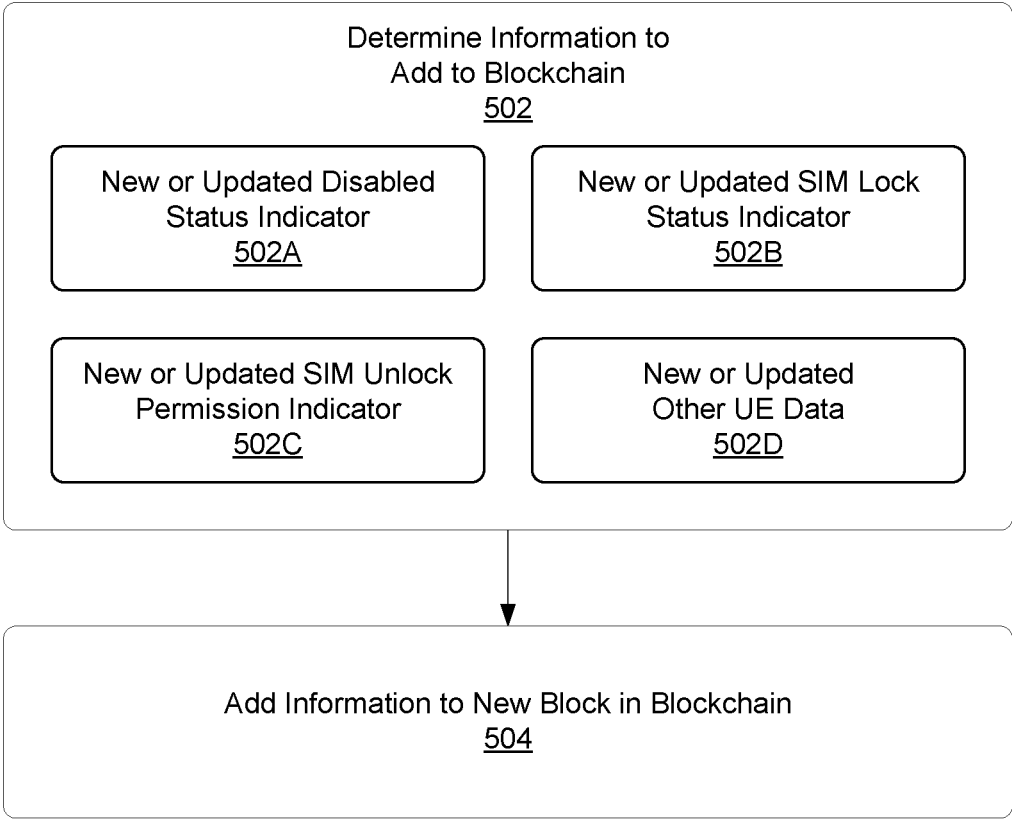 Determine Information to
Add to Blockchain
502
New or Updated Disabled
Status Indicator
502A
New or Updated SIM Lock
Status Indicator
502B
New or Updated SIM Unlock
Permission Indicator
502C
New or Updated
Other UE Data
502D
Add Information to New Block in Blockchain
504